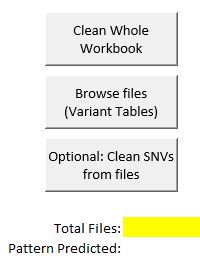 Clean Whole
Workbook
Browse files
(Variant Tables)
Optional: Clean SNVs
from files
Total Files:
Pattern Predicted: